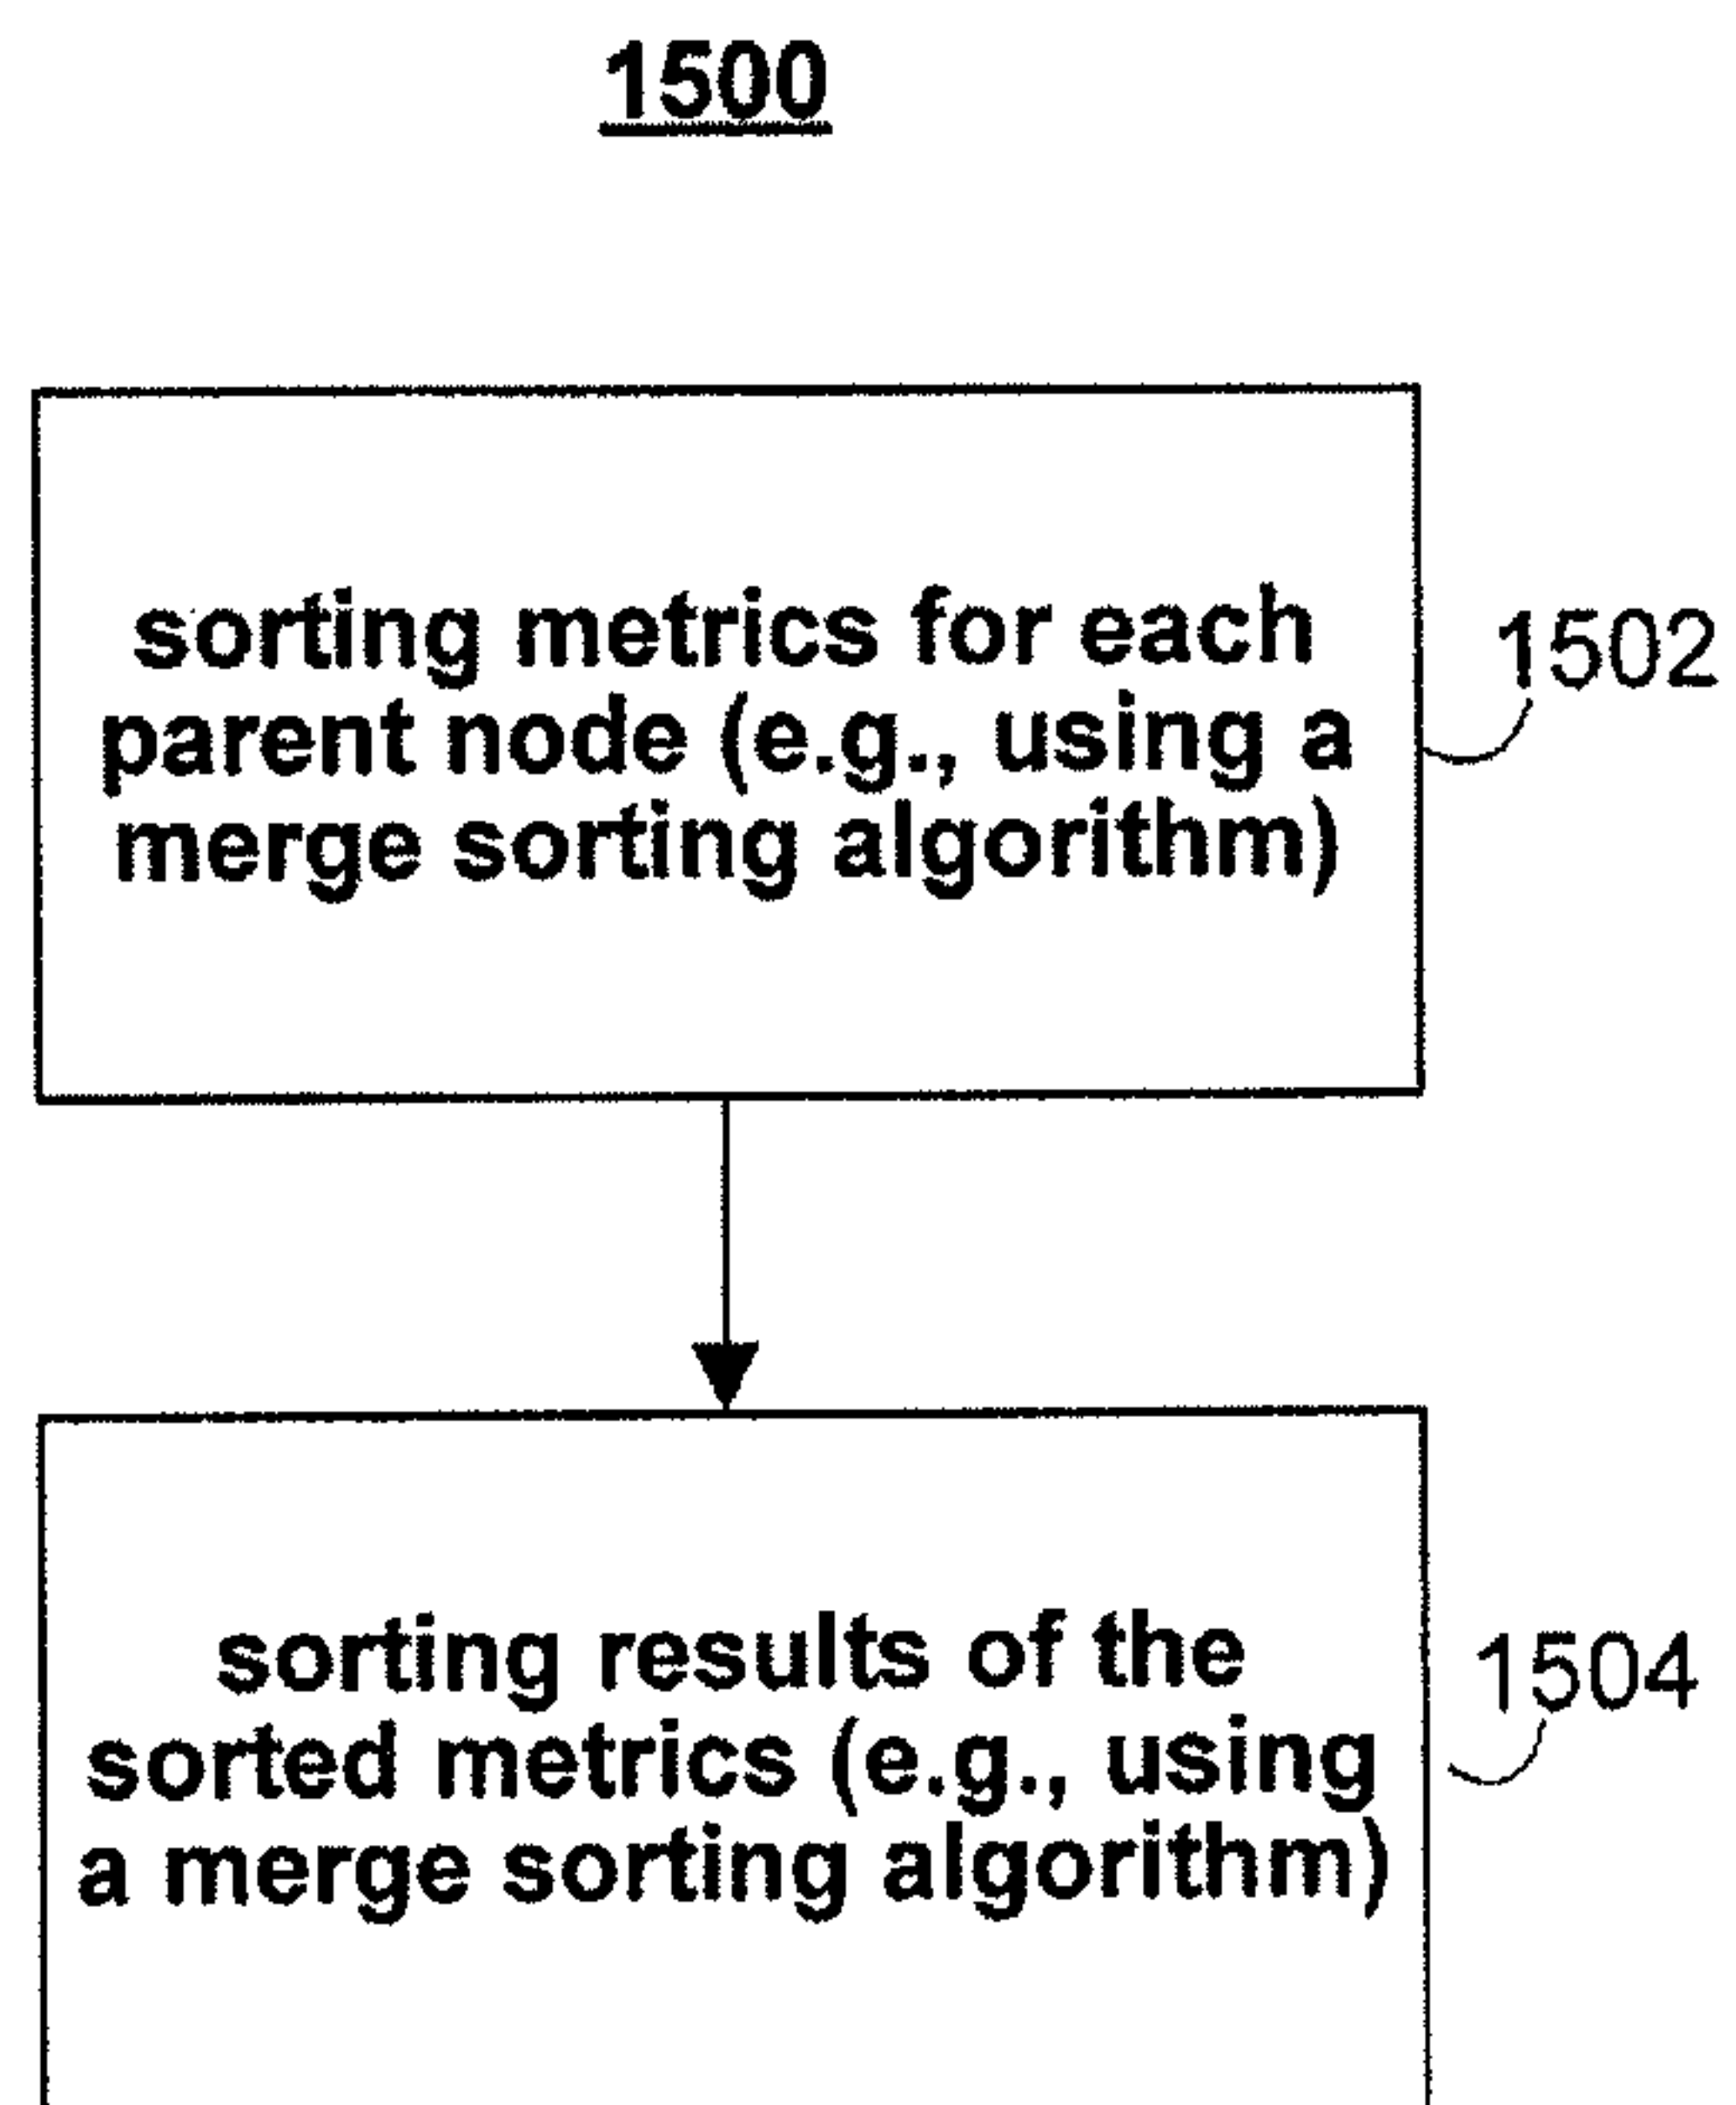 1500
sorting metrics for each
parent node (e.g., using a
merge sorting algorithm)
1502
sorting results of the
sorted metrics (e.g., using
a merge sorting algorithm)
1504